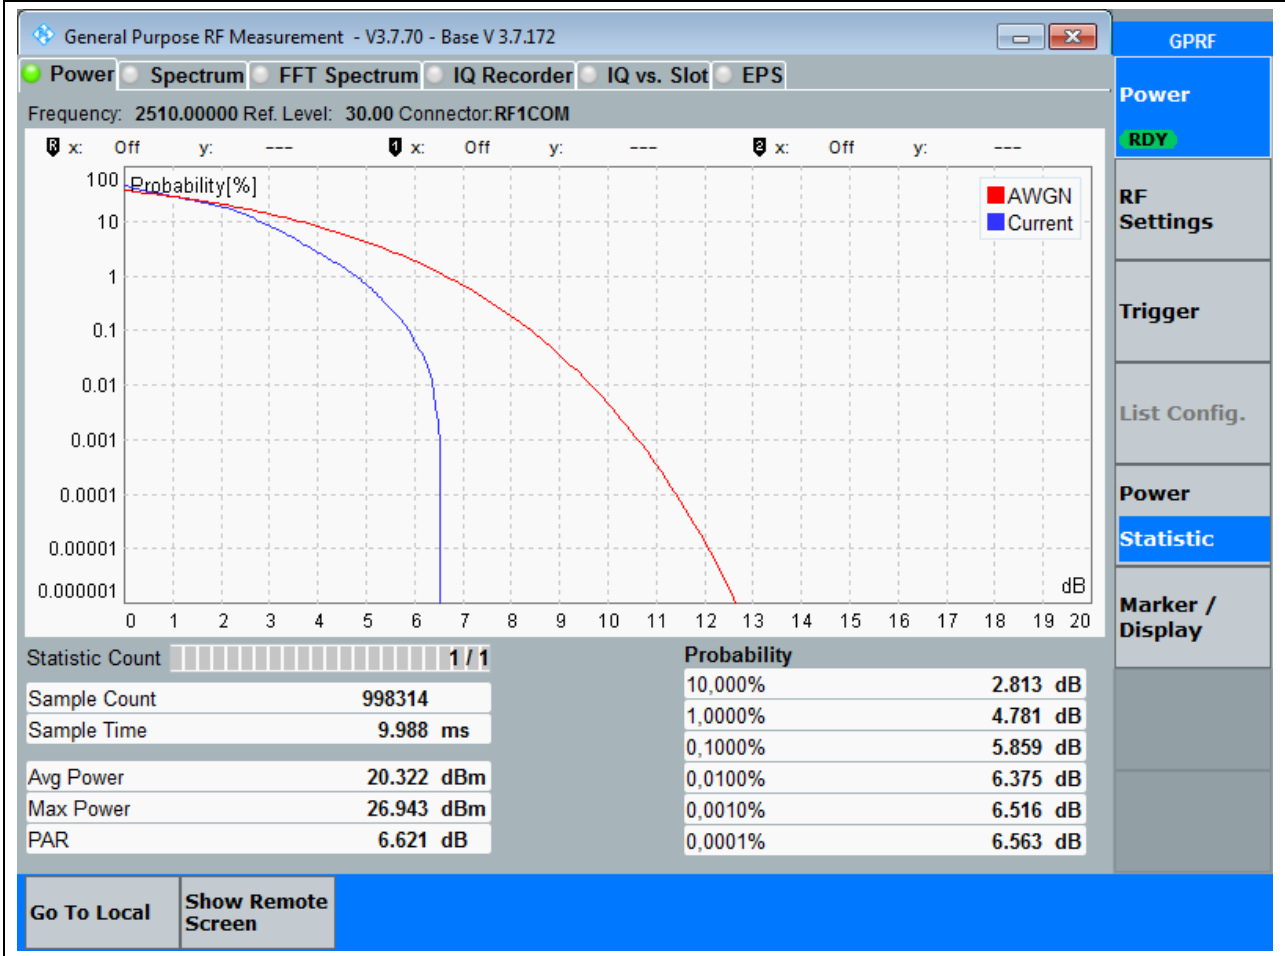 General Purpose RF Measurement - V3.7.70 - Base V 3.7.172
GPRF
Power Spectrum FFT Spectrum IQ Recorder IQ vs. Slot EPS
Frequency: 2510.00000 Ref. Level: 30.00 Connector:RF1COM
R x: Off y: --- 1 x: Off y: --- 2 x: Off y: ---
Probability[%]
100
10
1
0.1
0.01
0.001
0.0001
0.00001
0.000001
AWGN
Current
dB
0 1 2 3 4 5 6 7 8 9 10 11 12 13 14 15 16 17 18 19 20
Statistic Count 1 / 1
Sample Count 998314
Sample Time 9.988 ms
Avg Power 20.322 dBm
Max Power 26.943 dBm
PAR 6.621 dB
Probability
10,000% 2.813 dB
1,0000% 4.781 dB
0,1000% 5.859 dB
0,0100% 6.375 dB
0,0010% 6.516 dB
0,0001% 6.563 dB
Power
RDY
RF
Settings
Trigger
List Config.
Power
Statistic
Marker /
Display
Go To Local
Show Remote
Screen